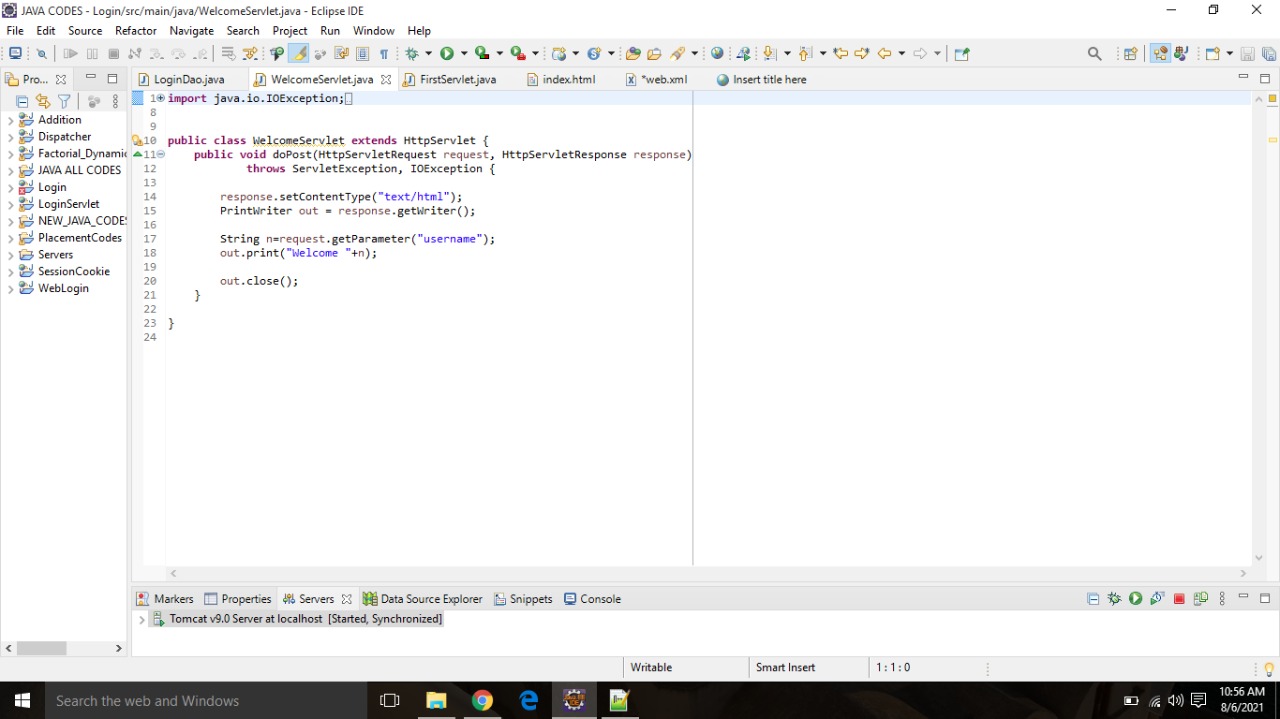 JAVA CODES - Login/src/main/java/WelcomeServlet.java - Eclipse IDE
File Edit Source Refactor Navigate Search Project Run Window Help
Pro... LoginDao.java WelcomeServlet.java FirstServlet.java index.html *web.xml Insert title here
Addition
Dispatcher
Factorial_Dynamic
JAVA ALL CODES
Login
LoginServlet
NEW_JAVA_CODES
PlacementCodes
Servers
SessionCookie
WebLogin
1 import java.io.IOException;
8
9
10 public class WelcomeServlet extends HttpServlet {
11 public void doPost(HttpServletRequest request, HttpServletResponse response)
12 throws ServletException, IOException {
13
14 response.setContentType("text/html");
15 PrintWriter out = response.getWriter();
16
17 String n=request.getParameter("username");
18 out.print("Welcome "+n);
19
20 out.close();
21 }
22
23 }
24
Markers Properties Servers Data Source Explorer Snippets Console
Tomcat v9.0 Server at localhost [Started, Synchronized]
Writable Smart Insert 1 : 1 : 0
Search the web and Windows
10:56 AM
8/6/2021